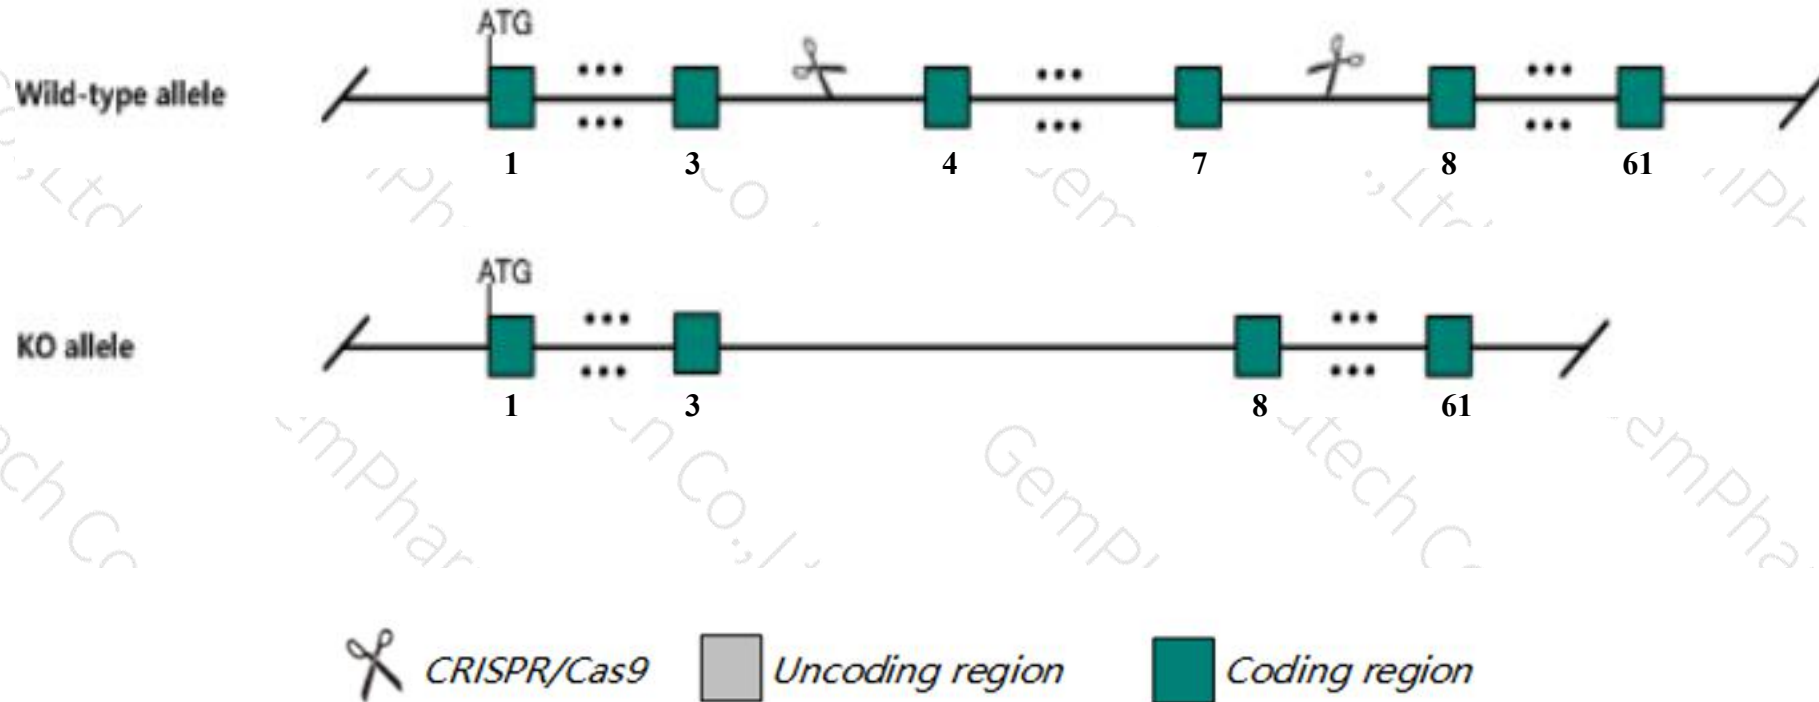 ATG
Wild-type allele
1 3 4 7 8 61
ATG
KO allele
1 3 8 61
CRISPR/Cas9 Uncoding region Coding region
GemPh